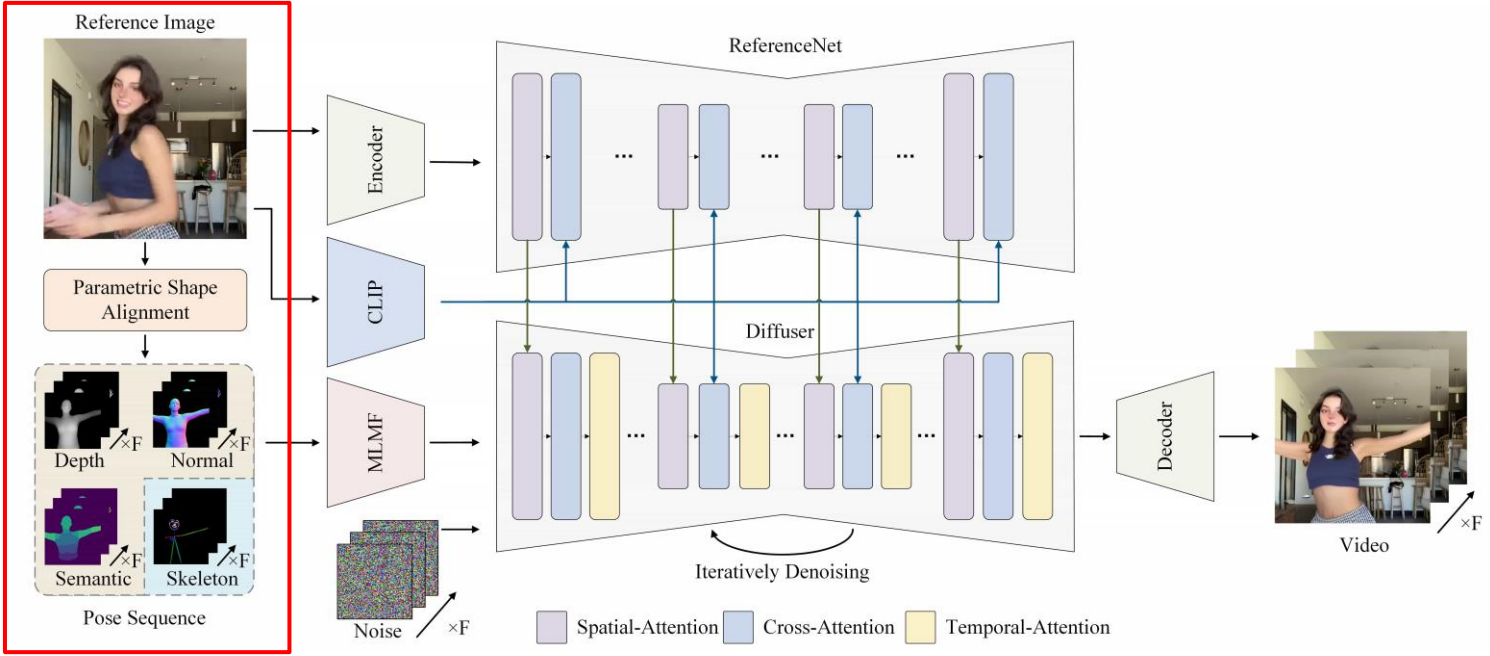 Reference Image
Parametric Shape
Alignment
×F
Depth
×F
Normal
×F
Semantic
×F
Skeleton
Pose Sequence
Encoder
CLIP
MLMF
Noise
×F
ReferenceNet
...
...
...
Diffuser
...
...
...
Iteratively Denoising
Spatial-Attention
Cross-Attention
Temporal-Attention
Decoder
×F
Video